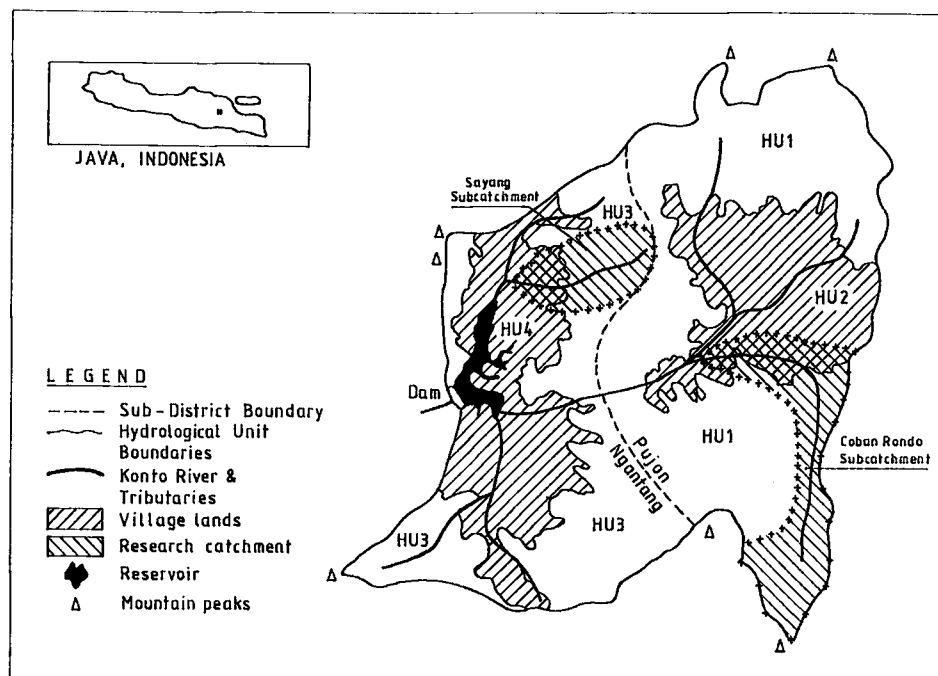 JAVA, INDONESIA
Sayang
Subcatchment
HU1
HU3
HU2
HU4
LEGEND
Dam
Sub-District Boundary
Hydrological Unit
Boundaries
Konto River &
Tributaries
Village lands
Research catchment
Reservoir
Mountain peaks
HU1
Pujon
Ngantang
Coban Rondo
Subcatchment
HU3
HU3